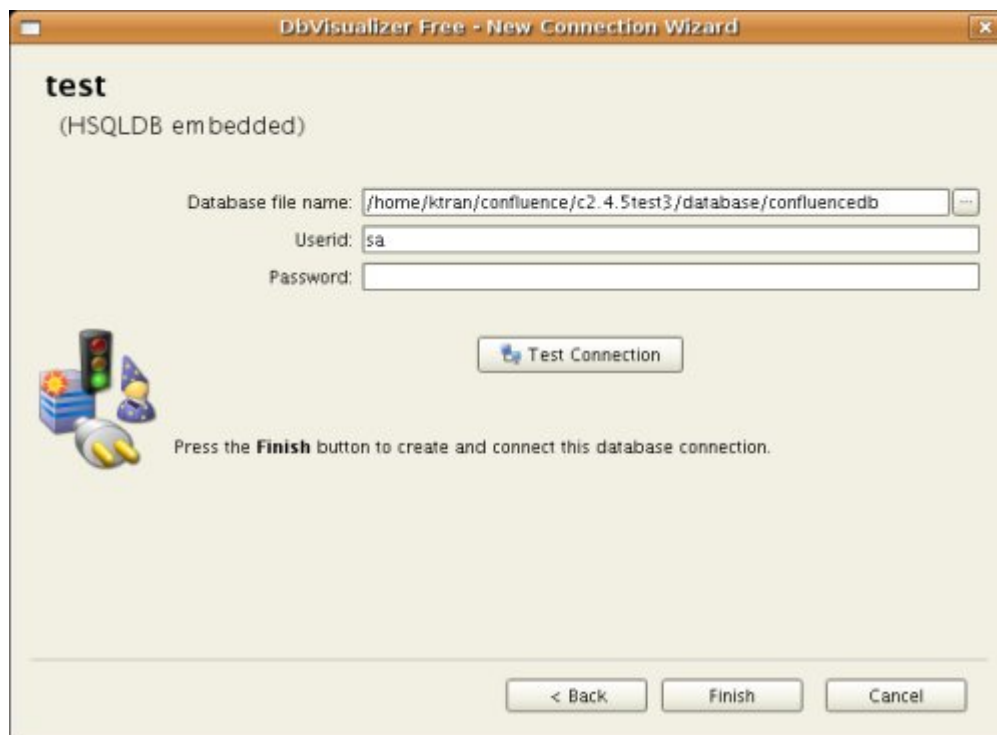 DbVisualizer Free - New Connection Wizard
test
(HSQLDB embedded)
Database file name: /home/ktran/confluence/c2.4.5test3/database/confluencedb ...
Userid: sa
Password:
Test Connection
Press the Finish button to create and connect this database connection.
< Back Finish Cancel